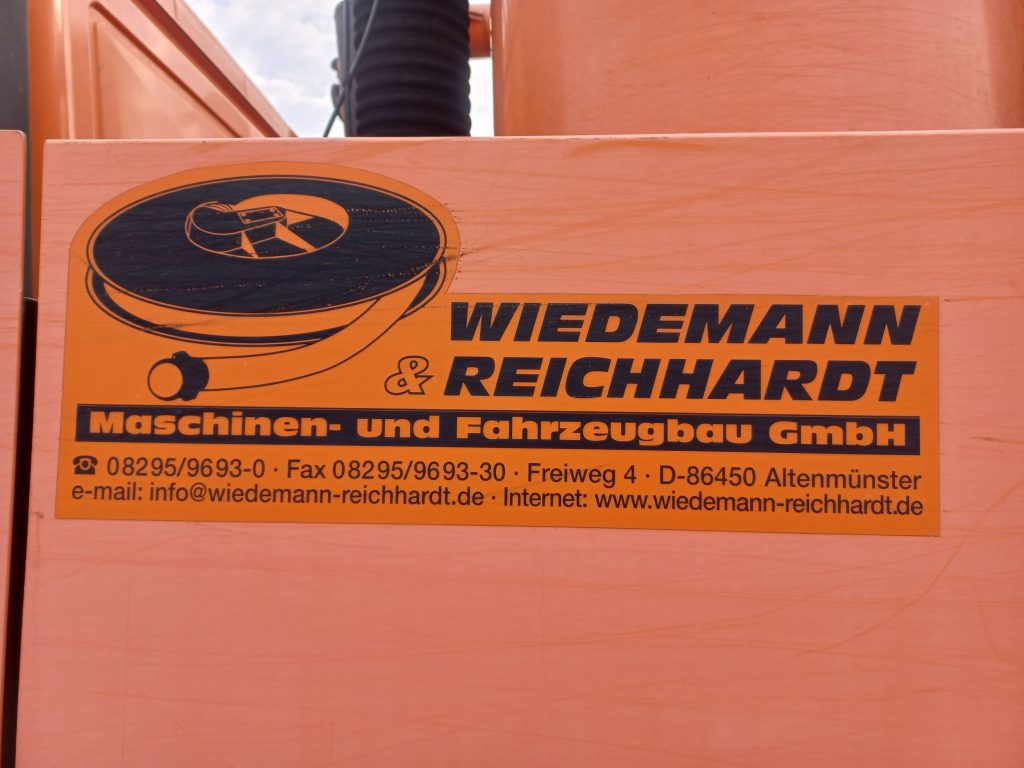 WIEDEMANN
& REICHHARDT
Maschinen- und Fahrzeugbau GmbH
☎ 08295/9693-0 · Fax 08295/9693-30 · Freiweg 4 · D-86450 Altenmünster
e-mail: info@wiedemann-reichhardt.de · Internet: www.wiedemann-reichhardt.de